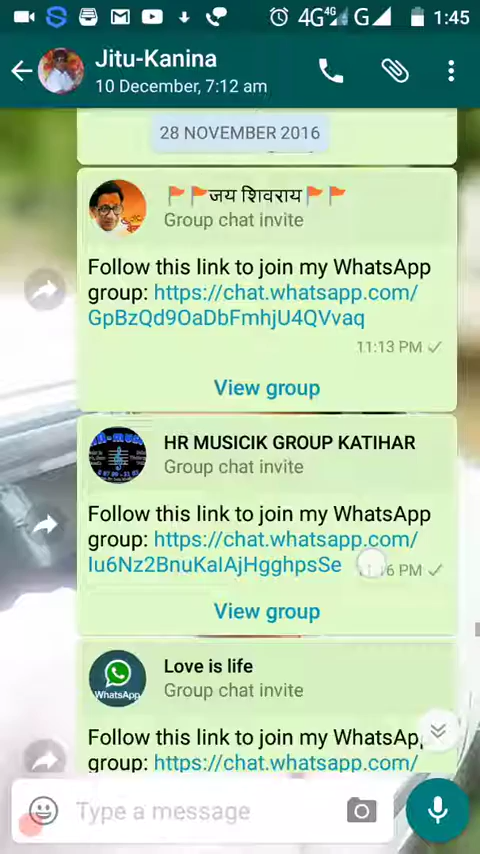 4G 4G G 1:45
Jitu-Kanina
10 December, 7:12 am
28 NOVEMBER 2016
जय शिवराय
Group chat invite
Follow this link to join my WhatsApp
group: https://chat.whatsapp.com/
GpBzQd9OaDbFmhjU4QVvaq
11:13 PM
View group
HR MUSICIK GROUP KATIHAR
Group chat invite
Follow this link to join my WhatsApp
group: https://chat.whatsapp.com/
Iu6Nz2BnuKaIAjHgghpsSe
PM
View group
Love is life
WhatsApp
Group chat invite
Follow this link to join my WhatsAp
group: https://chat.whatsapp.com/
Type a message